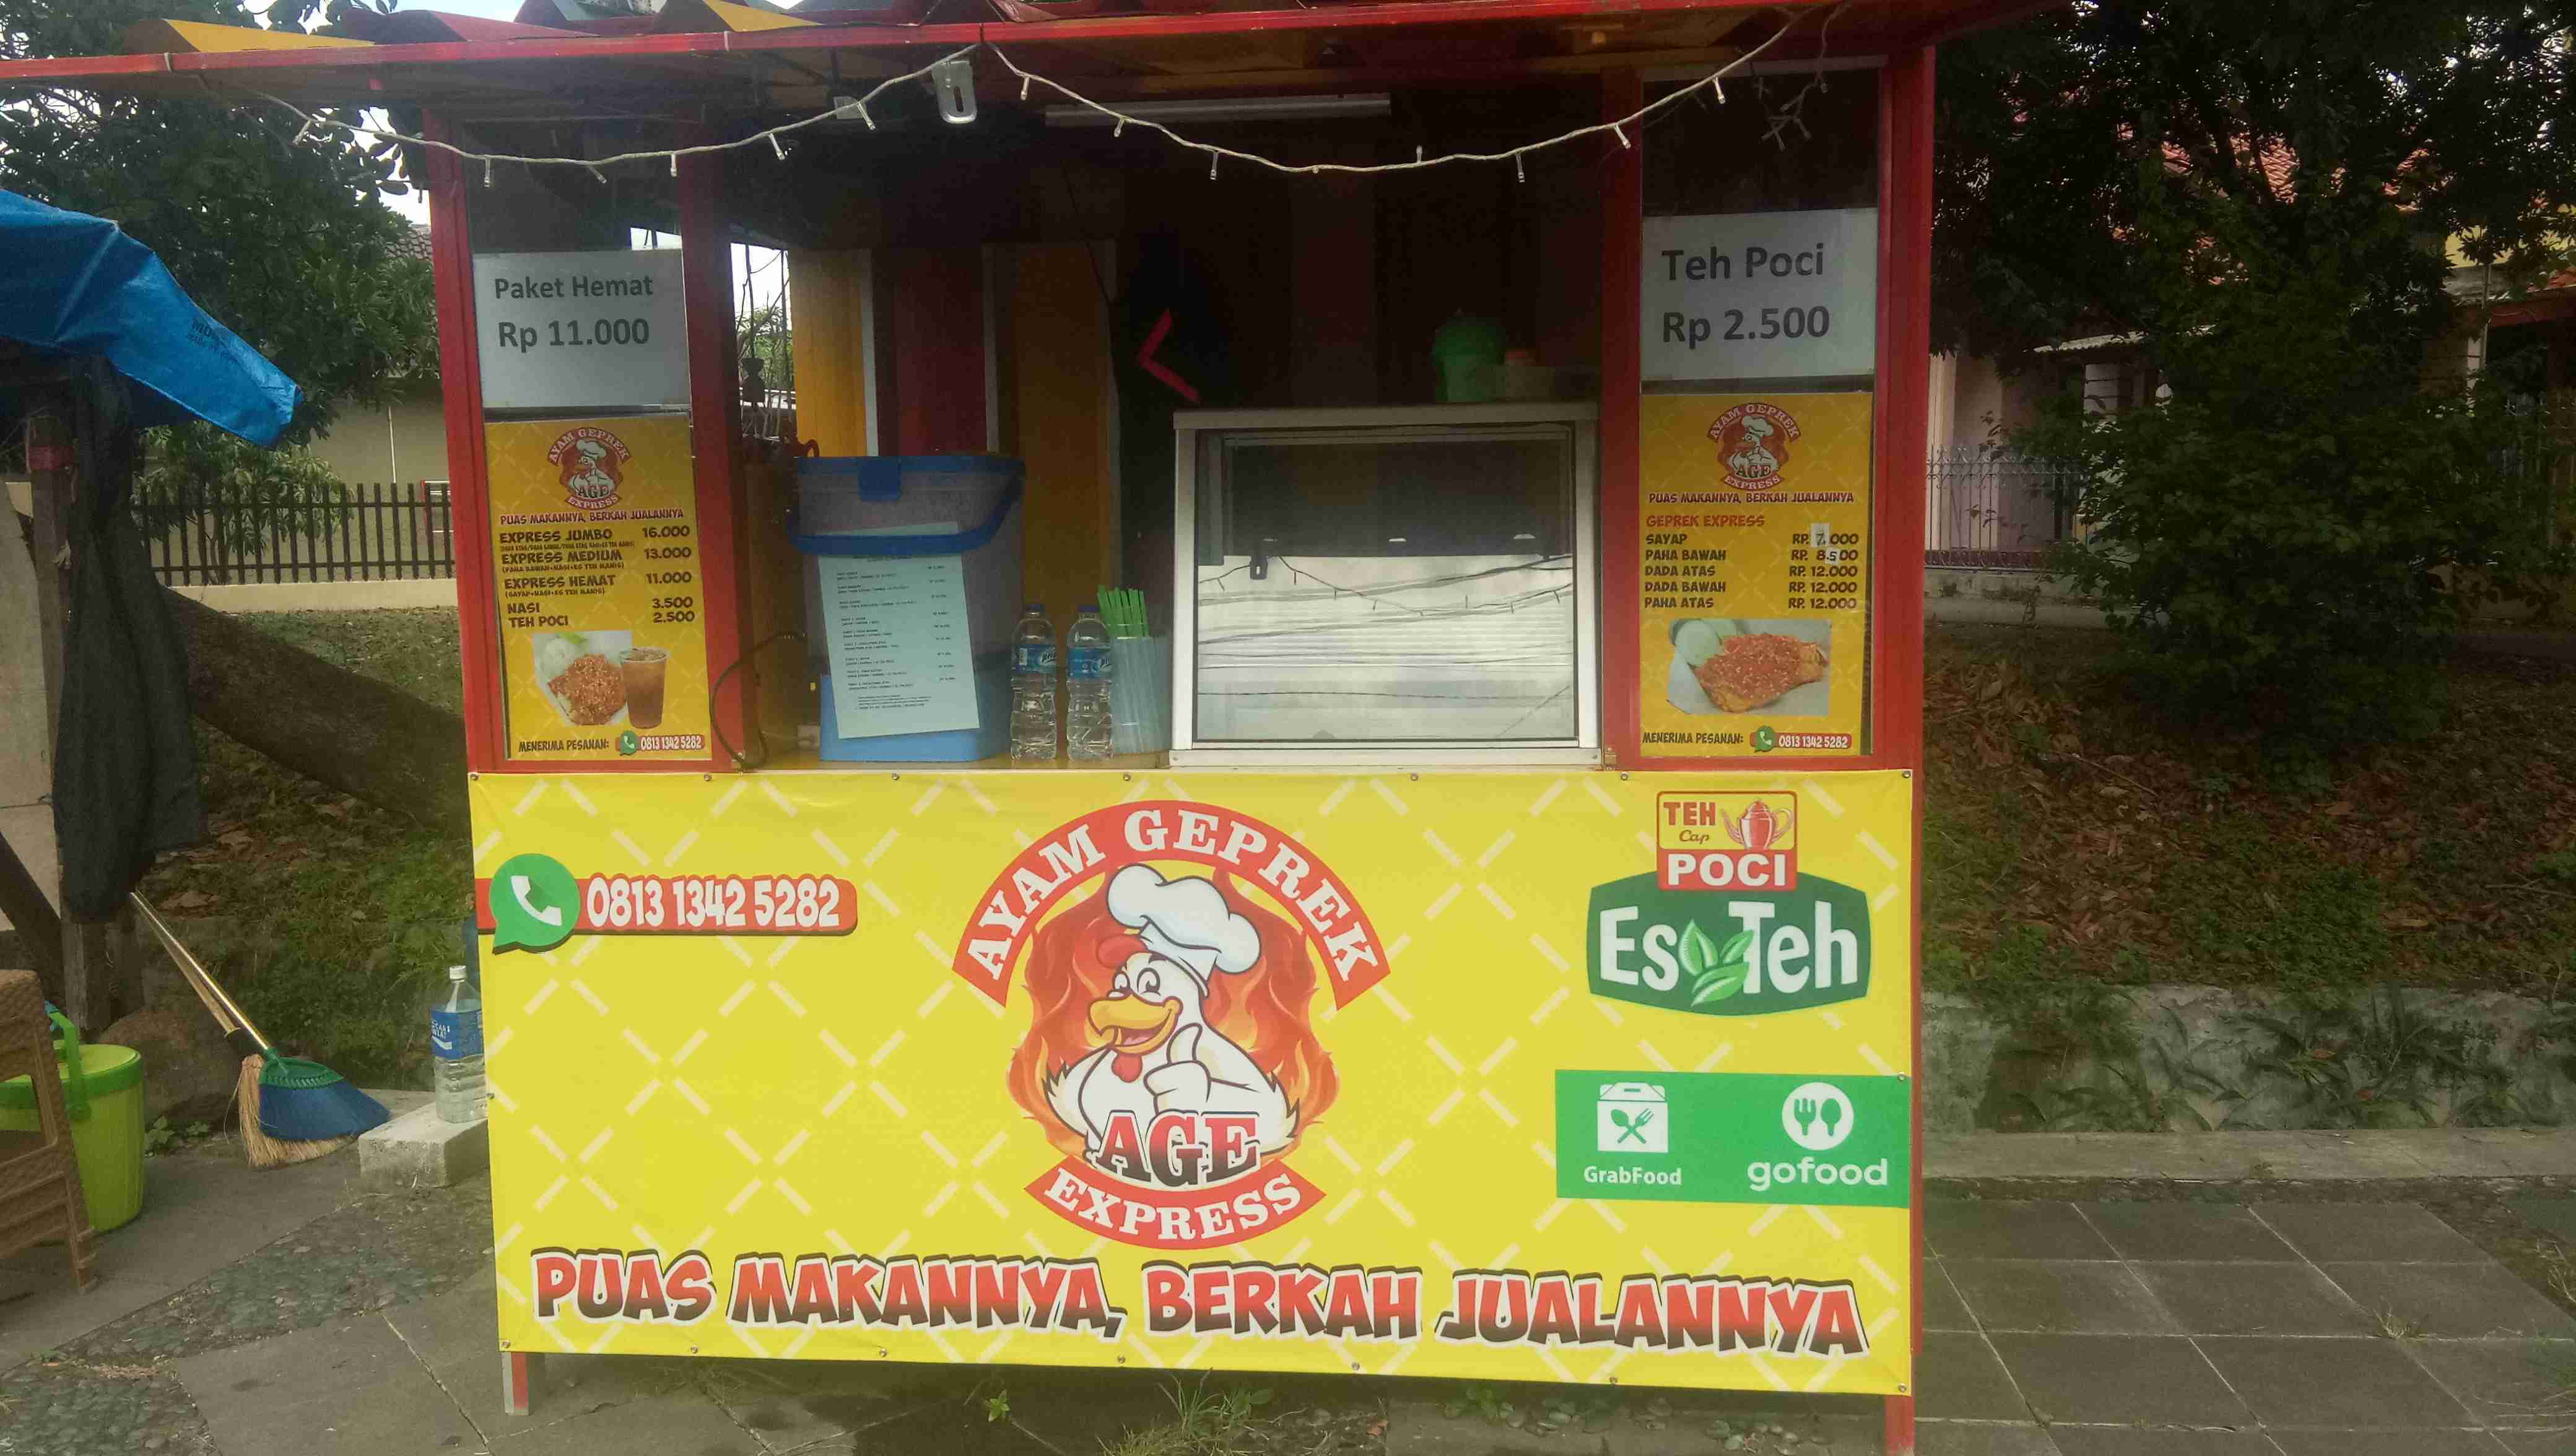 Paket Hemat
Rp 11.000
AYAM GEPREK
AGE
EXPRESS
PUAS MAKANNYA, BERKAH JUALANNYA
EXPRESS JUMBO 16.000
EXPRESS MEDIUM 13.000
(PAHA BAWAH+NASI+ES TEH MANIS)
EXPRESS HEMAT 11.000
(SAYAP+NASI+ES TEH MANIS)
NASI 3.500
TEH POCI 2.500
MENERIMA PESANAN: 0813 1342 5282
Teh Poci
Rp 2.500
AYAM GEPREK
AGE
EXPRESS
PUAS MAKANNYA, BERKAH JUALANNYA
GEPREK EXPRESS
SAYAP RP. 7.000
PAHA BAWAH RP. 8.500
DADA ATAS RP. 12.000
DADA BAWAH RP. 12.000
PAHA ATAS RP. 12.000
MENERIMA PESANAN: 0813 1342 5282
0813 1342 5282
AYAM GEPREK
AGE
EXPRESS
TEH
Cap
POCI
Es Teh
GrabFood
gofood
PUAS MAKANNYA, BERKAH JUALANNYA